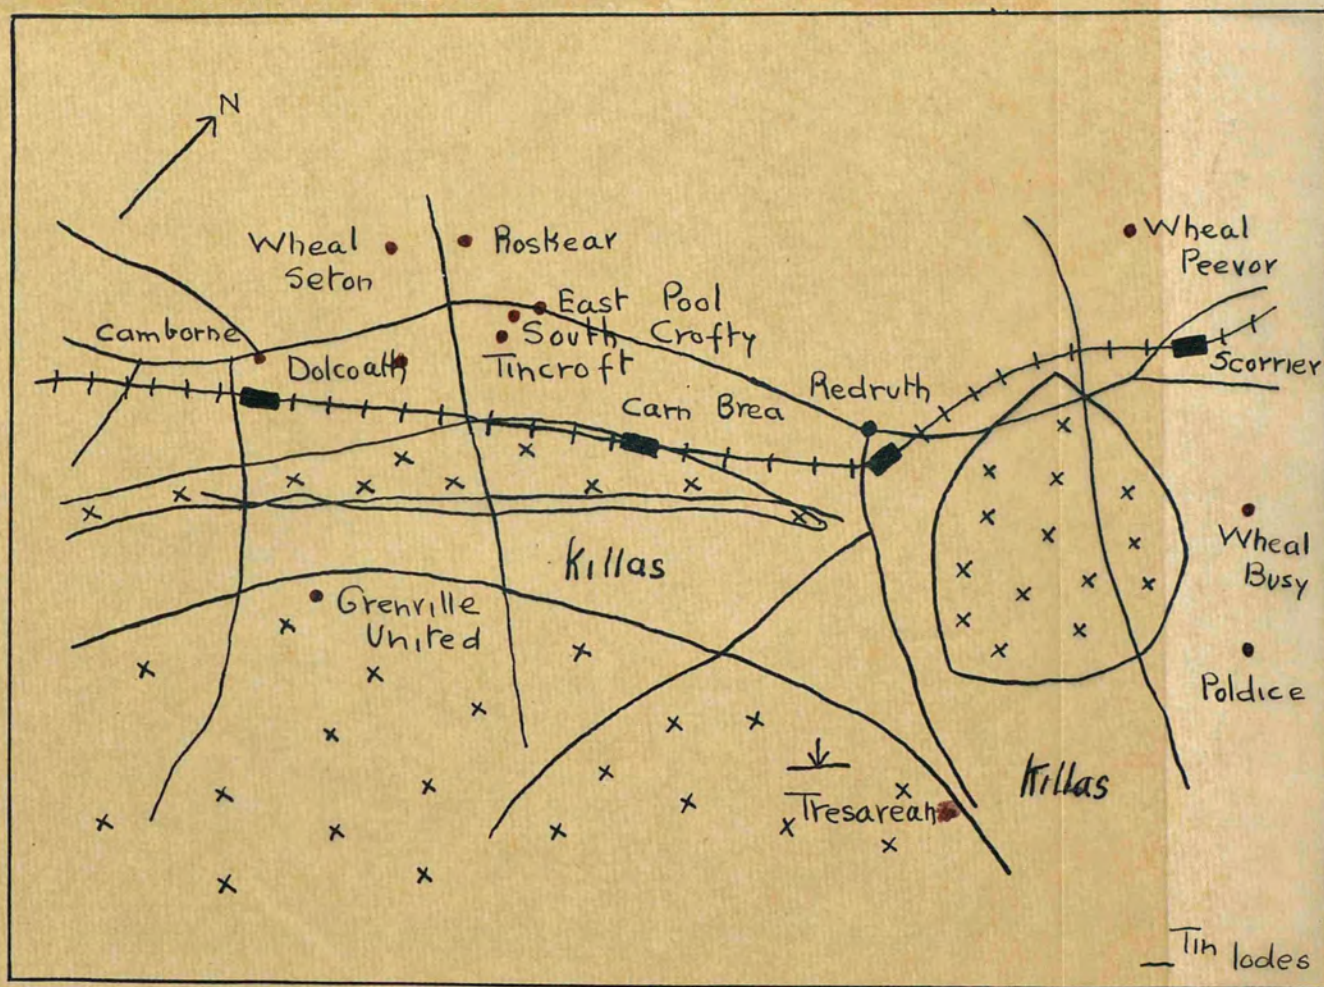 N
Wheal
Seton
Roskear
Wheal
Peevor
East Pool
South Crofty
Tincroft
Camborne
Dolcoath
Carn Brea
Redruth
Scorrier
Killas
Grenville
United
Wheal
Busy
Poldice
Killas
Tresarean
Tin lodes